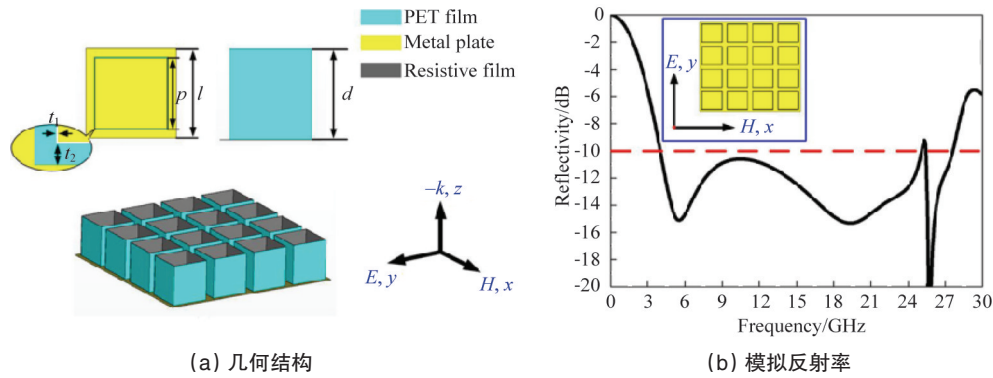 PET film
Metal plate
Resistive film
p
l
d
t1
t2
−k, z
E, y
H, x
(a) 几何结构
Reflectivity/dB
0
-2
-4
-6
-8
-10
-12
-14
-16
-18
-20
E, y
H, x
0 3 6 9 12 15 18 21 24 27 30
Frequency/GHz
(b) 模拟反射率